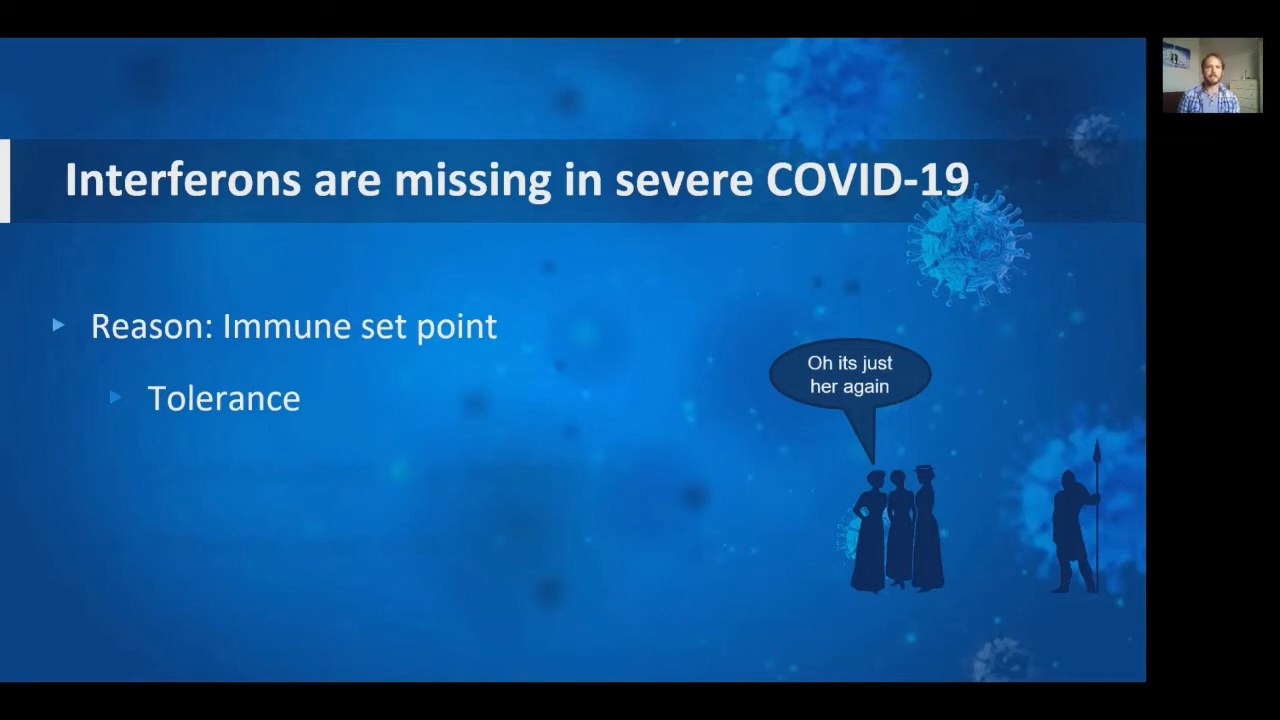 Interferons are missing in severe COVID-19
Reason: Immune set point
Tolerance
Oh its just
her again